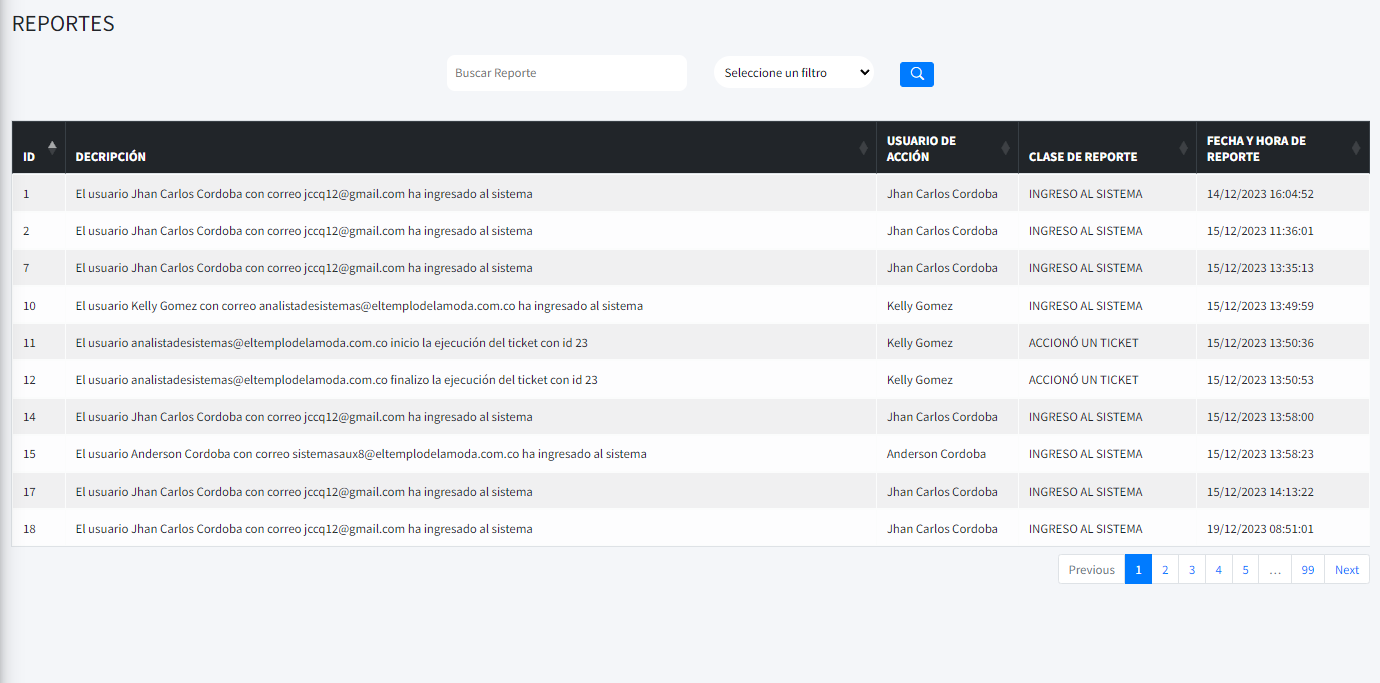 REPORTES
Buscar Reporte Seleccione un filtro
ID DECRIPCIÓN USUARIO DE ACCIÓN CLASE DE REPORTE FECHA Y HORA DE REPORTE
1 El usuario Jhan Carlos Cordoba con correo jccq12@gmail.com ha ingresado al sistema Jhan Carlos Cordoba INGRESO AL SISTEMA 14/12/2023 16:04:52
2 El usuario Jhan Carlos Cordoba con correo jccq12@gmail.com ha ingresado al sistema Jhan Carlos Cordoba INGRESO AL SISTEMA 15/12/2023 11:36:01
7 El usuario Jhan Carlos Cordoba con correo jccq12@gmail.com ha ingresado al sistema Jhan Carlos Cordoba INGRESO AL SISTEMA 15/12/2023 13:35:13
10 El usuario Kelly Gomez con correo analistadesistemas@eltemplodelamoda.com.co ha ingresado al sistema Kelly Gomez INGRESO AL SISTEMA 15/12/2023 13:49:59
11 El usuario analistadesistemas@eltemplodelamoda.com.co inicio la ejecución del ticket con id 23 Kelly Gomez ACCIONÓ UN TICKET 15/12/2023 13:50:36
12 El usuario analistadesistemas@eltemplodelamoda.com.co finalizo la ejecución del ticket con id 23 Kelly Gomez ACCIONÓ UN TICKET 15/12/2023 13:50:53
14 El usuario Jhan Carlos Cordoba con correo jccq12@gmail.com ha ingresado al sistema Jhan Carlos Cordoba INGRESO AL SISTEMA 15/12/2023 13:58:00
15 El usuario Anderson Cordoba con correo sistemasaux8@eltemplodelamoda.com.co ha ingresado al sistema Anderson Cordoba INGRESO AL SISTEMA 15/12/2023 13:58:23
17 El usuario Jhan Carlos Cordoba con correo jccq12@gmail.com ha ingresado al sistema Jhan Carlos Cordoba INGRESO AL SISTEMA 15/12/2023 14:13:22
18 El usuario Jhan Carlos Cordoba con correo jccq12@gmail.com ha ingresado al sistema Jhan Carlos Cordoba INGRESO AL SISTEMA 19/12/2023 08:51:01
Previous 1 2 3 4 5 ... 99 Next